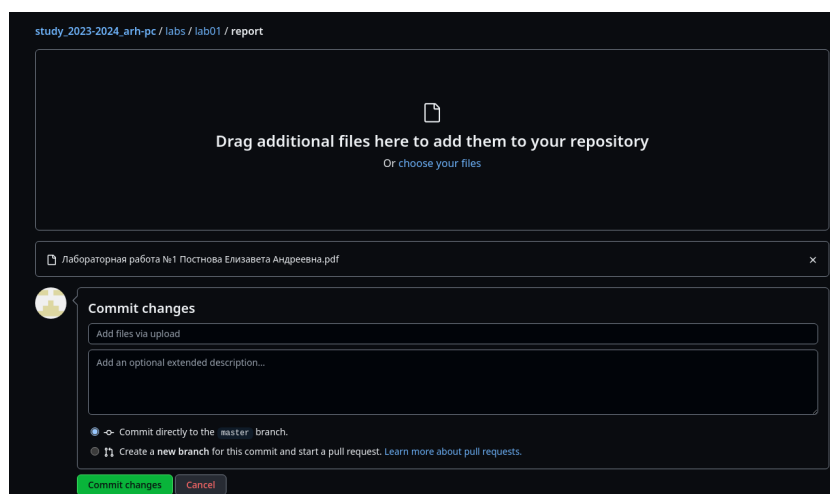 study_2023-2024_arh-pc / labs / lab01 / report
Drag additional files here to add them to your repository
Or choose your files
Лабораторная работа №1 Постнова Елизавета Андреевна.pdf
Commit changes
Add files via upload
Add an optional extended description...
Commit directly to the master branch.
Create a new branch for this commit and start a pull request. Learn more about pull requests.
Commit changes Cancel